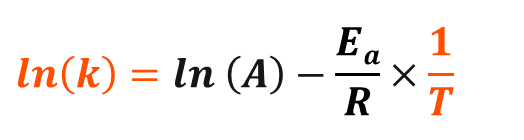 ln(k) = ln (A) − Eₐ/R × 1/T